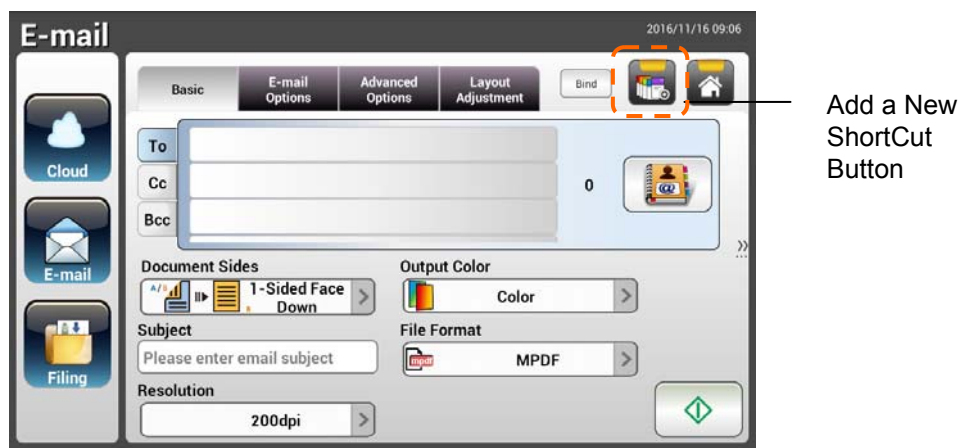 E-mail
2016/11/16 09:06
Basic
E-mail
Options
Advanced
Options
Layout
Adjustment
Bind
Add a New
ShortCut
Button
Cloud
E-mail
Filing
To
Cc
Bcc
0
@
Document Sides
A/B
1-Sided Face
Down
Output Color
Color
Subject
Please enter email subject
File Format
mpdf
MPDF
Resolution
200dpi